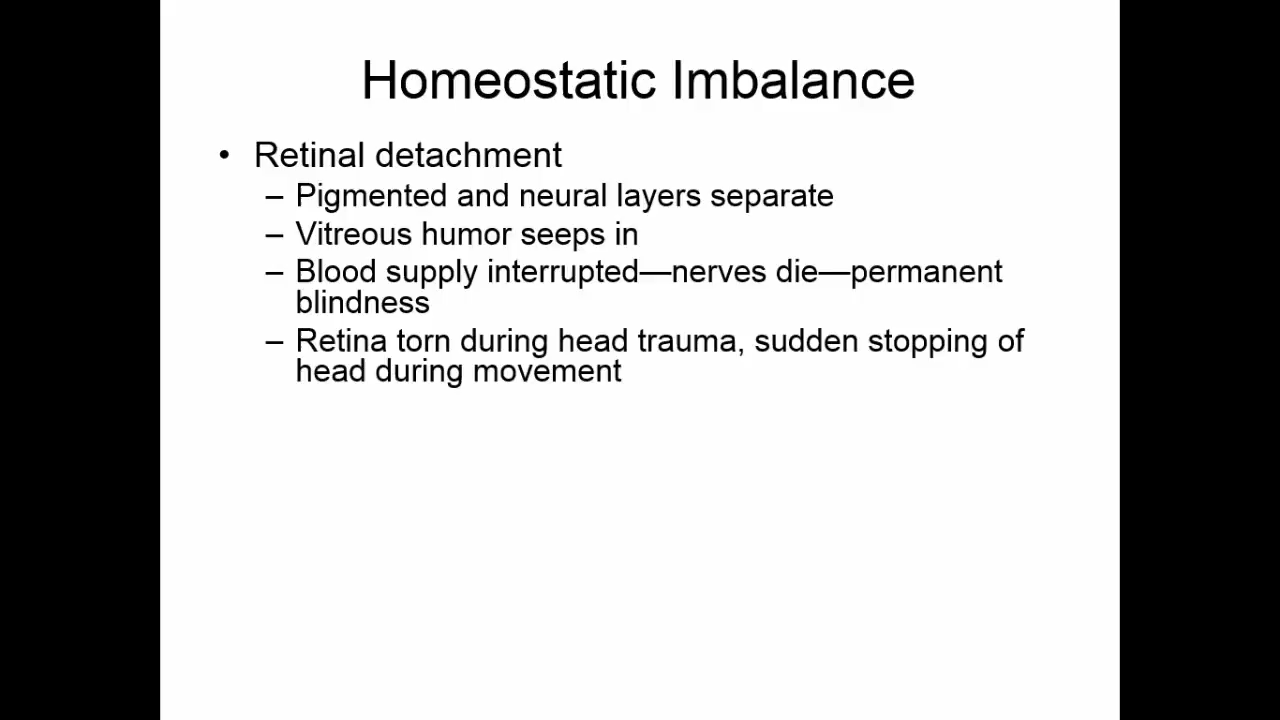 Homeostatic Imbalance
• Retinal detachment
– Pigmented and neural layers separate
– Vitreous humor seeps in
– Blood supply interrupted—nerves die—permanent
blindness
– Retina torn during head trauma, sudden stopping of
head during movement